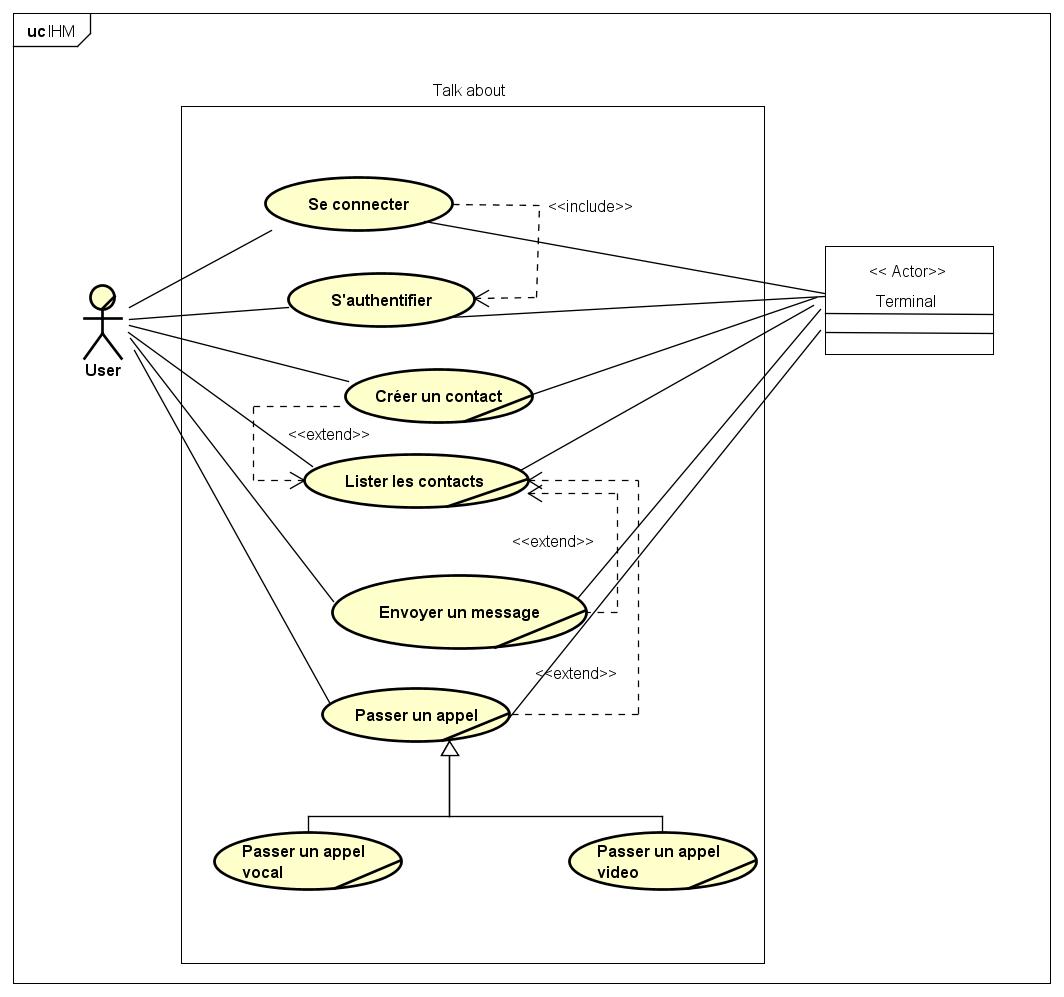 uc IHM
Talk about
Se connecter
<<include>>
S'authentifier
<< Actor>>
Terminal
User
Créer un contact
<<extend>>
Lister les contacts
<<extend>>
Envoyer un message
<<extend>>
Passer un appel
Passer un appel
vocal
Passer un appel
video